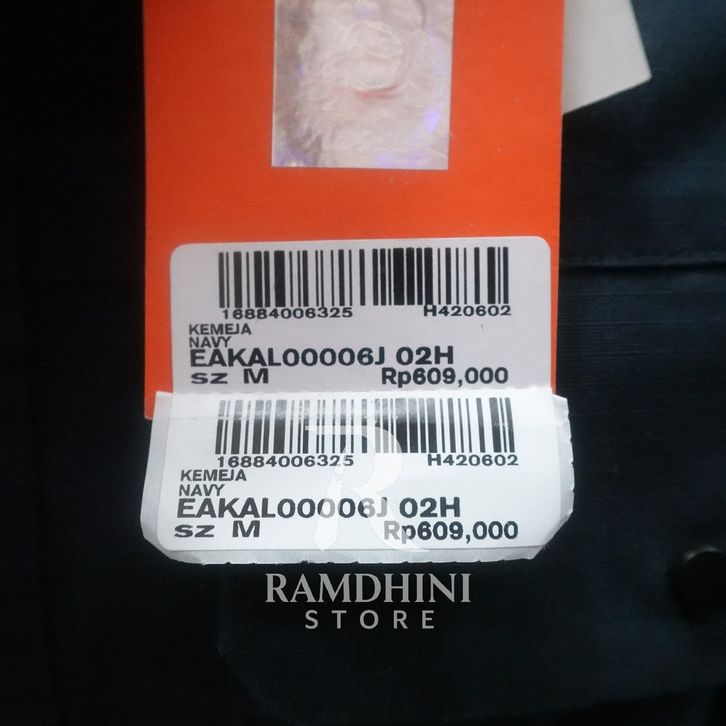 16884006325 H420602
KEMEJA
NAVY
EAKAL00006J 02H
SZ M Rp609,000
16884006325 H420602
KEMEJA
NAVY
EAKAL00006J 02H
SZ M Rp609,000
RAMDHINI
STORE